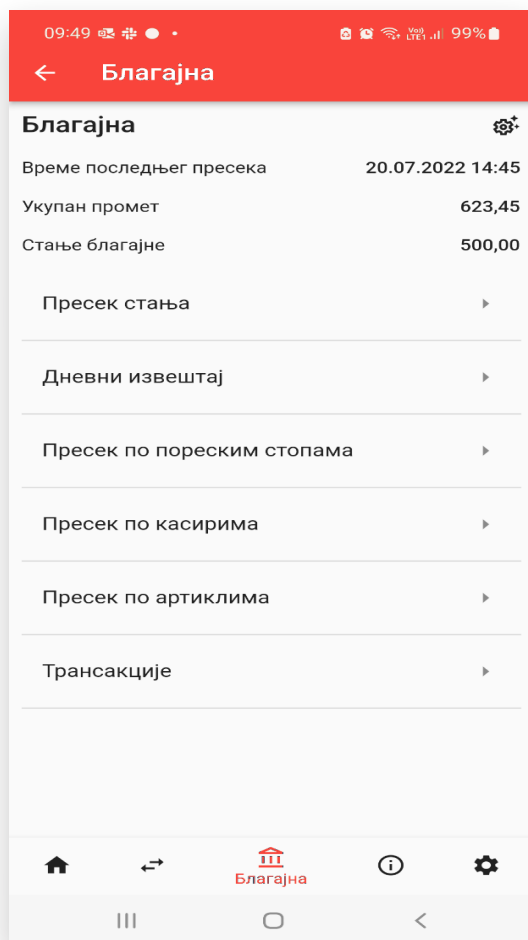 09:49 99%
Благајна
Благајна
Време последњег пресека 20.07.2022 14:45
Укупан промет 623,45
Стање благајне 500,00
Пресек стања
Дневни извештај
Пресек по пореским стопама
Пресек по касирима
Пресек по артиклима
Трансакције
Благајна